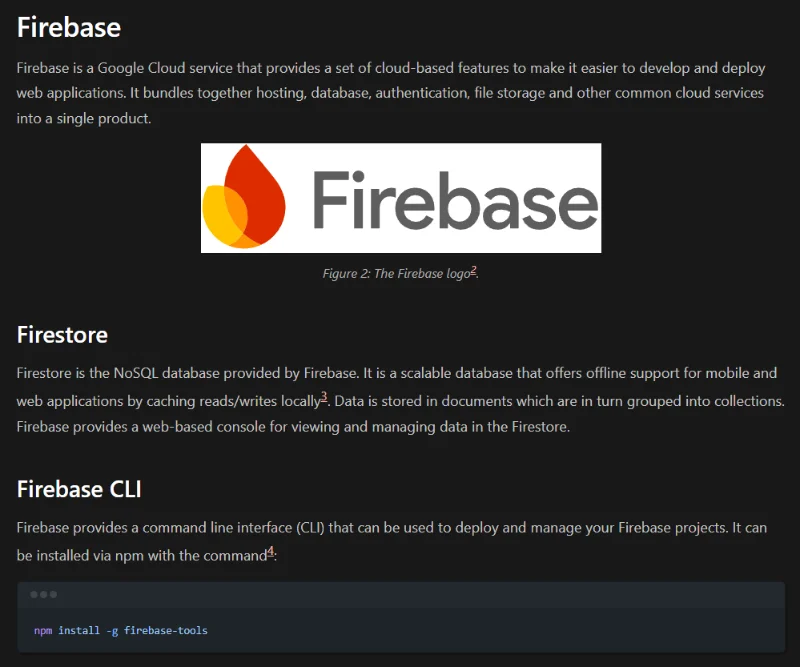 Firebase
Firebase is a Google Cloud service that provides a set of cloud-based features to make it easier to develop and deploy
web applications. It bundles together hosting, database, authentication, file storage and other common cloud services
into a single product.
Firebase
Figure 2: The Firebase logo2.
Firestore
Firestore is the NoSQL database provided by Firebase. It is a scalable database that offers offline support for mobile and
web applications by caching reads/writes locally3. Data is stored in documents which are in turn grouped into collections.
Firebase provides a web-based console for viewing and managing data in the Firestore.
Firebase CLI
Firebase provides a command line interface (CLI) that can be used to deploy and manage your Firebase projects. It can
be installed via npm with the command4:
npm install -g firebase-tools